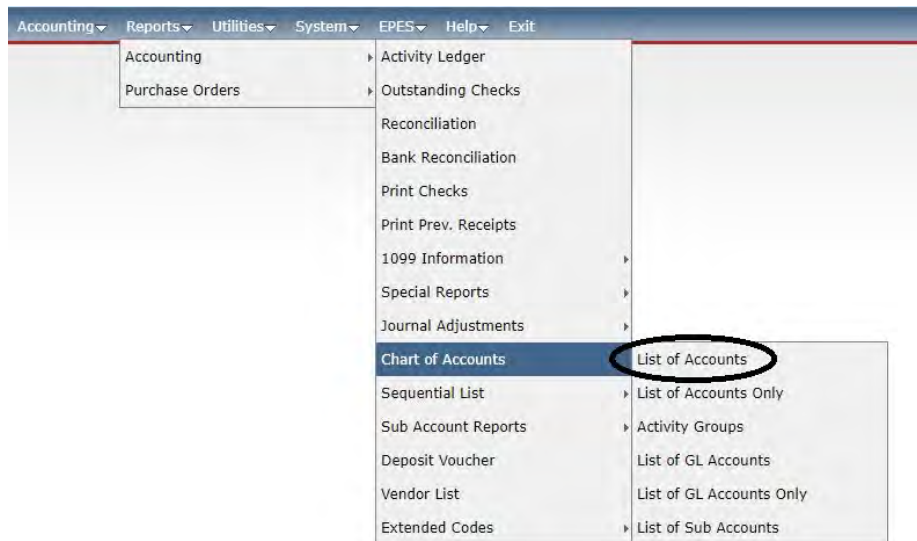 Accounting Reports Utilities System EPES Help Exit
Accounting
Purchase Orders
Activity Ledger
Outstanding Checks
Reconciliation
Bank Reconciliation
Print Checks
Print Prev. Receipts
1099 Information
Special Reports
Journal Adjustments
Chart of Accounts
Sequential List
Sub Account Reports
Deposit Voucher
Vendor List
Extended Codes
List of Accounts
List of Accounts Only
Activity Groups
List of GL Accounts
List of GL Accounts Only
List of Sub Accounts